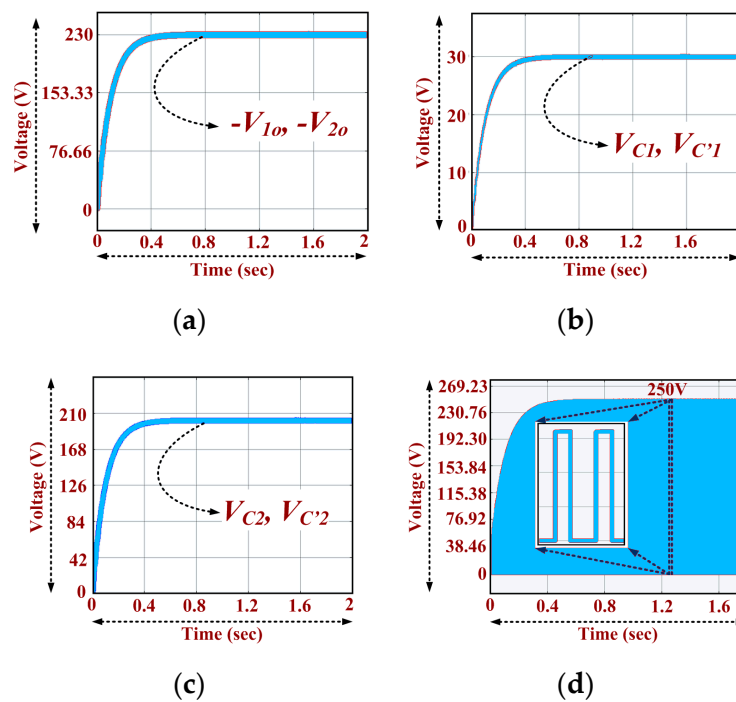 Voltage (V)
230
153.33
76.66
0
-V1o, -V2o
0 0.4 0.8 1.2 1.6 2
Time (sec)
(a)
Voltage (V)
30
20
10
0
VC1, VC'1
0 0.4 0.8 1.2 1.6
Time (sec)
(b)
Voltage (V)
210
168
126
84
42
0
VC2, VC'2
0 0.4 0.8 1.2 1.6 2
Time (sec)
(c)
Voltage (V)
269.23
230.76
192.30
153.84
115.38
76.92
38.46
0
250V
0 0.4 0.8 1.2 1.6
Time (sec)
(d)